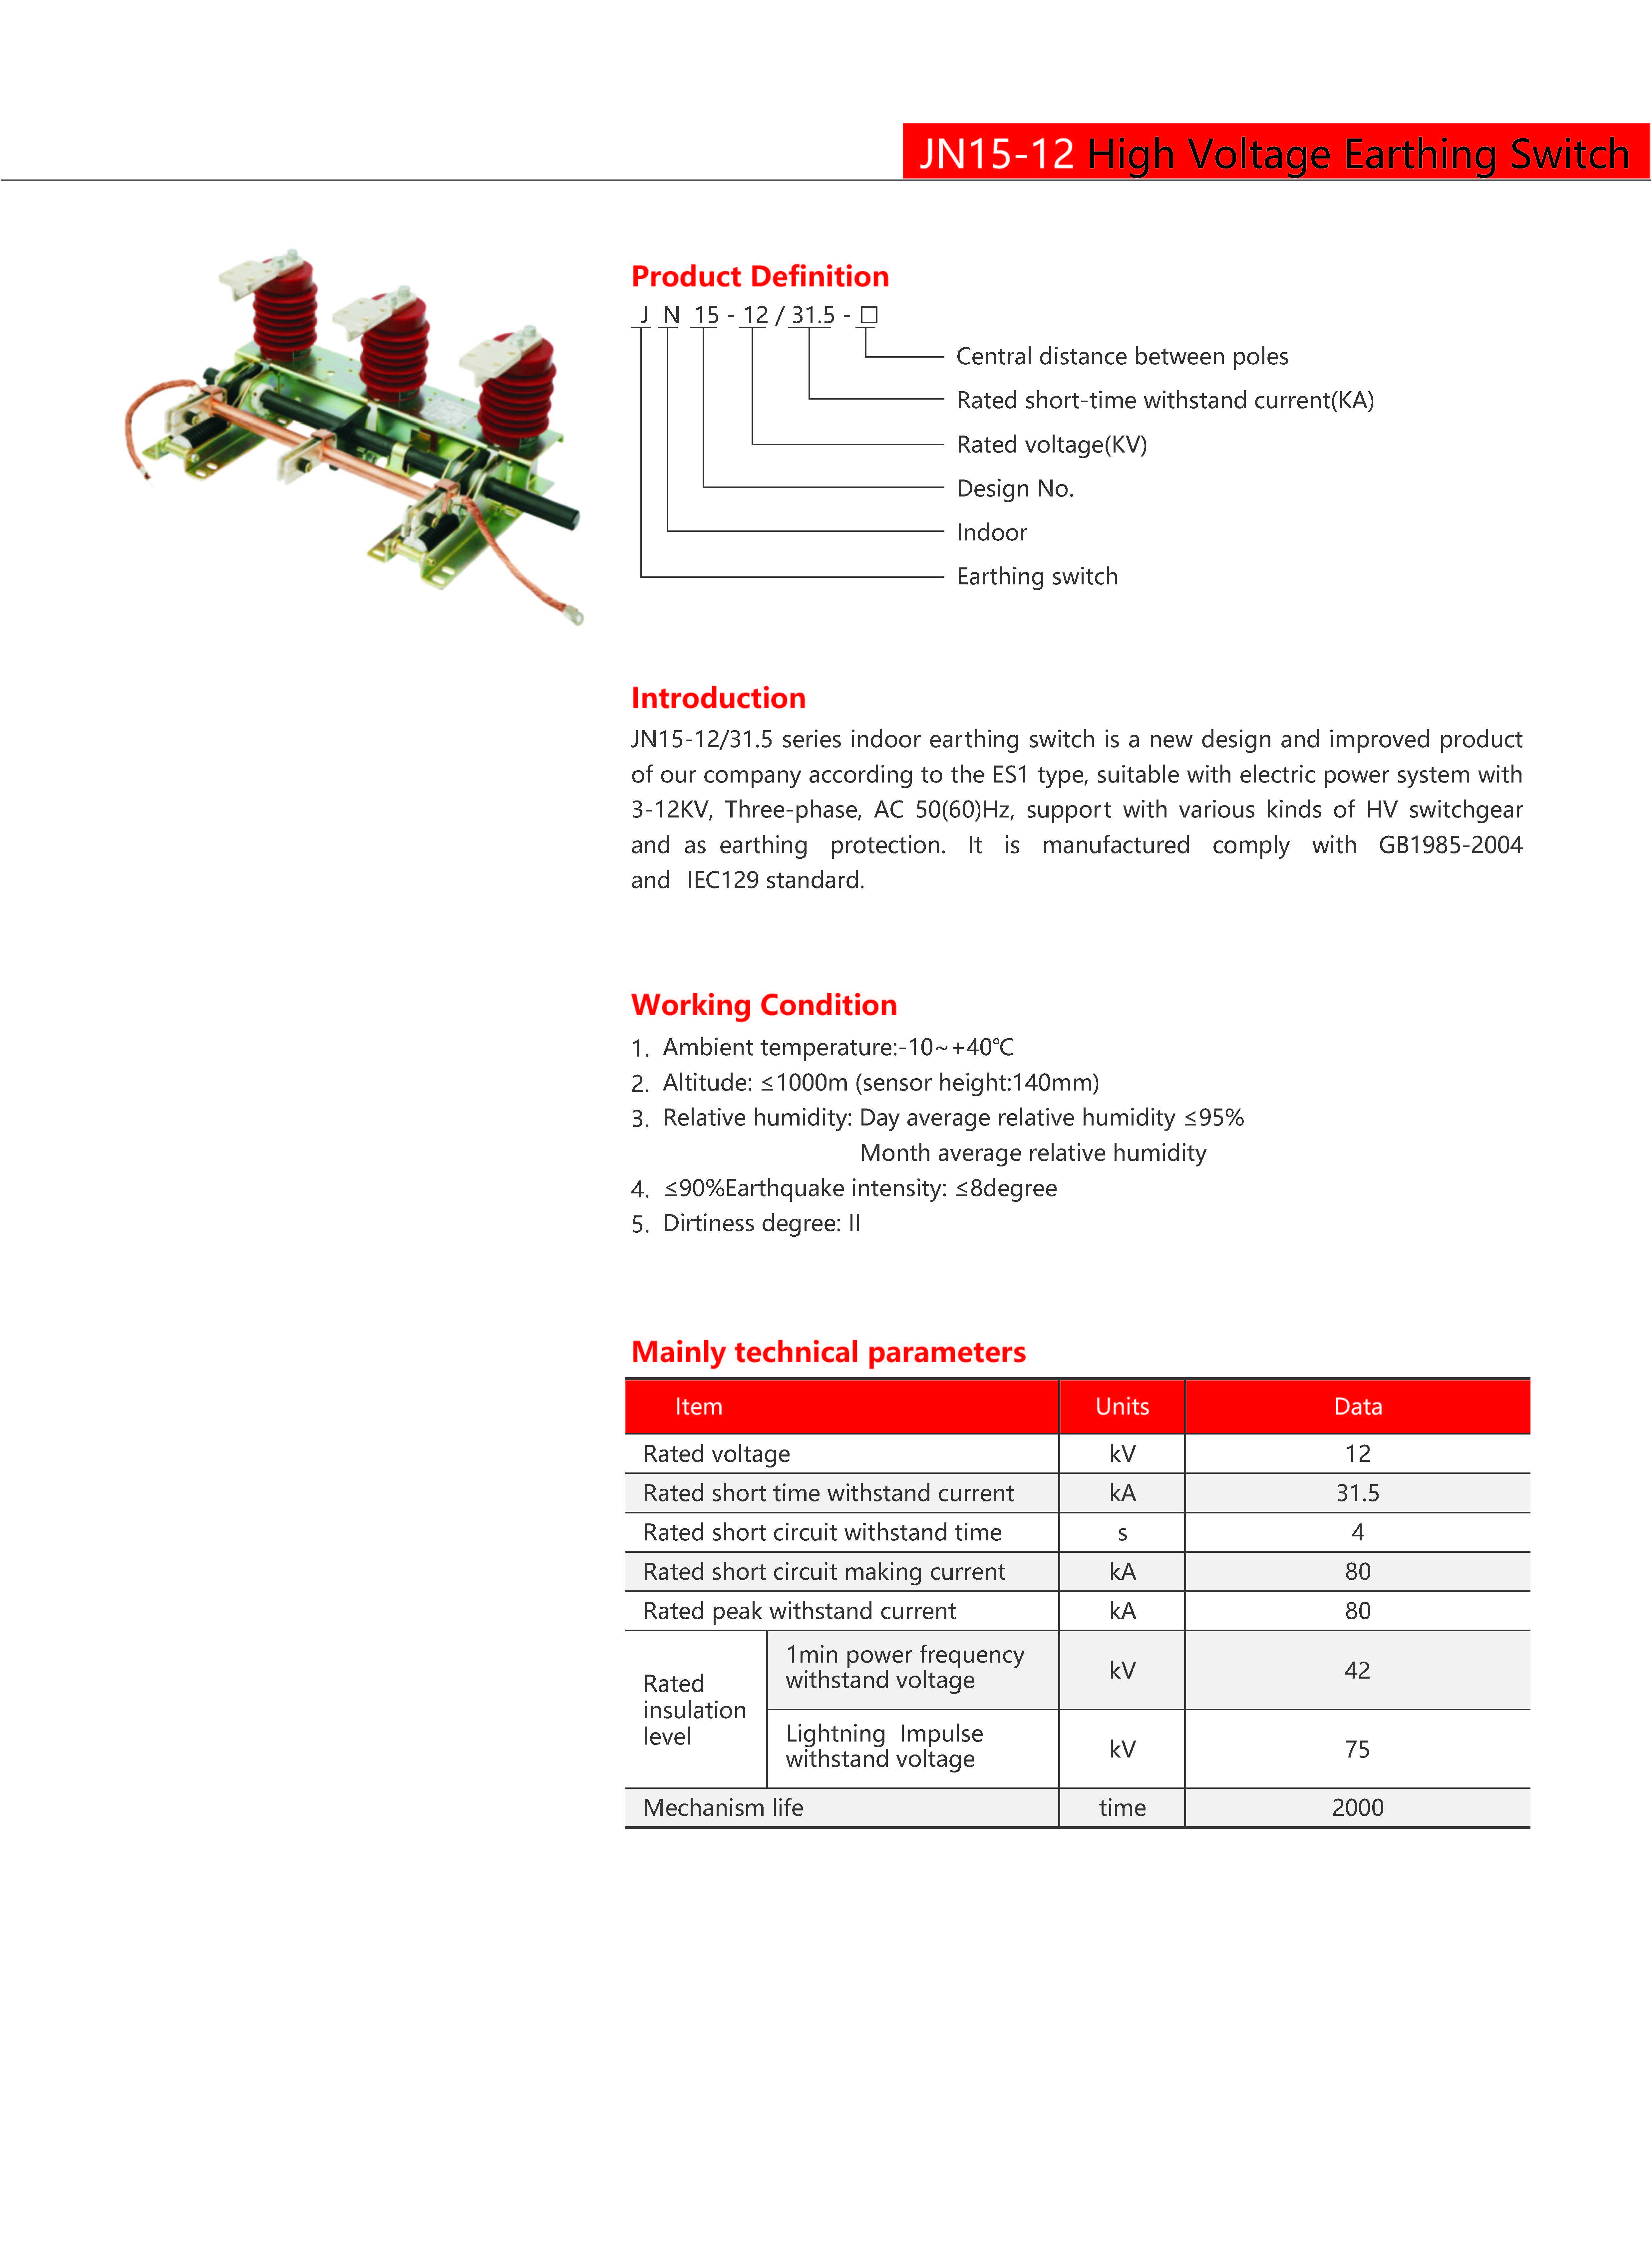 JN15-12 High Voltage Earthing Switch
Product Definition
J N 15 - 12 / 31.5 - □
Central distance between poles
Rated short-time withstand current(KA)
Rated voltage(KV)
Design No.
Indoor
Earthing switch
Introduction
JN15-12/31.5 series indoor earthing switch is a new design and improved product
of our company according to the ES1 type, suitable with electric power system with
3-12KV, Three-phase, AC 50(60)Hz, support with various kinds of HV switchgear
and as earthing protection. It is manufactured comply with GB1985-2004
and IEC129 standard.
Working Condition
1. Ambient temperature:-10~+40℃
2. Altitude: ≤1000m (sensor height:140mm)
3. Relative humidity: Day average relative humidity ≤95%
Month average relative humidity
4. ≤90%Earthquake intensity: ≤8degree
5. Dirtiness degree: II
Mainly technical parameters
Item Units Data
Rated voltage kV 12
Rated short time withstand current kA 31.5
Rated short circuit withstand time s 4
Rated short circuit making current kA 80
Rated peak withstand current kA 80
Rated
insulation
level
1min power frequency
withstand voltage kV 42
Lightning Impulse
withstand voltage kV 75
Mechanism life time 2000